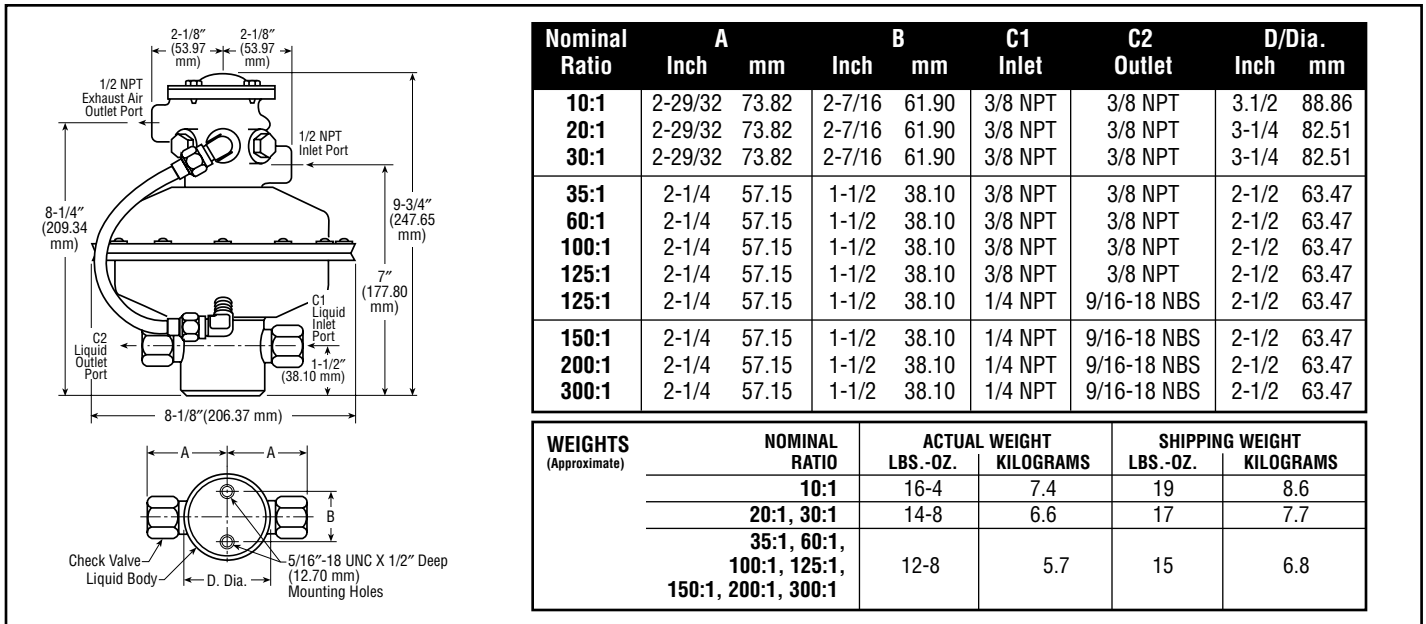 2-1/8″
(53.97
mm)
2-1/8″
(53.97
mm)
1/2 NPT
Exhaust Air
Outlet Port
1/2 NPT
Inlet Port
8-1/4″
(209.34
mm)
9-3/4″
(247.65
mm)
7″
(177.80
mm)
C1
Liquid
Inlet
Port
C2
Liquid
Outlet
Port
1-1/2″
(38.10 mm)
8-1/8″(206.37 mm)
A A
B
Check Valve
Liquid Body
D. Dia.
5/16″-18 UNC X 1/2″ Deep
(12.70 mm)
Mounting Holes
Nominal A B C1 C2 D/Dia.
Ratio Inch mm Inch mm Inlet Outlet Inch mm
10:1 2-29/32 73.82 2-7/16 61.90 3/8 NPT 3/8 NPT 3.1/2 88.86
20:1 2-29/32 73.82 2-7/16 61.90 3/8 NPT 3/8 NPT 3-1/4 82.51
30:1 2-29/32 73.82 2-7/16 61.90 3/8 NPT 3/8 NPT 3-1/4 82.51
35:1 2-1/4 57.15 1-1/2 38.10 3/8 NPT 3/8 NPT 2-1/2 63.47
60:1 2-1/4 57.15 1-1/2 38.10 3/8 NPT 3/8 NPT 2-1/2 63.47
100:1 2-1/4 57.15 1-1/2 38.10 3/8 NPT 3/8 NPT 2-1/2 63.47
125:1 2-1/4 57.15 1-1/2 38.10 3/8 NPT 3/8 NPT 2-1/2 63.47
125:1 2-1/4 57.15 1-1/2 38.10 1/4 NPT 9/16-18 NBS 2-1/2 63.47
150:1 2-1/4 57.15 1-1/2 38.10 1/4 NPT 9/16-18 NBS 2-1/2 63.47
200:1 2-1/4 57.15 1-1/2 38.10 1/4 NPT 9/16-18 NBS 2-1/2 63.47
300:1 2-1/4 57.15 1-1/2 38.10 1/4 NPT 9/16-18 NBS 2-1/2 63.47
WEIGHTS NOMINAL ACTUAL WEIGHT SHIPPING WEIGHT
(Approximate) RATIO LBS.-OZ. KILOGRAMS LBS.-OZ. KILOGRAMS
10:1 16-4 7.4 19 8.6
20:1, 30:1 14-8 6.6 17 7.7
35:1, 60:1,
100:1, 125:1, 12-8 5.7 15 6.8
150:1, 200:1, 300:1